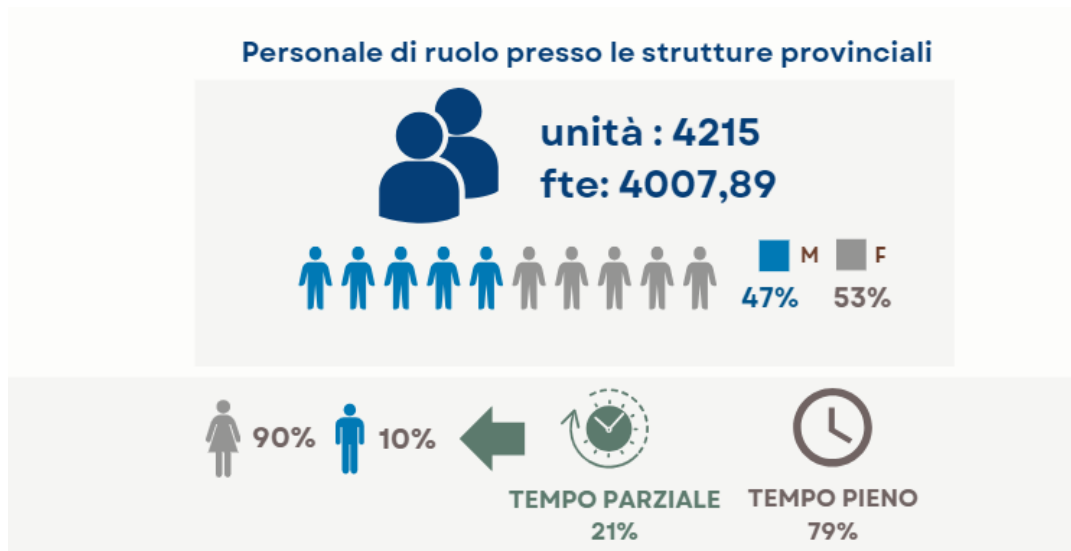 Personale di ruolo presso le strutture provinciali
unità : 4215
fte: 4007,89
M F
47% 53%
90% 10%
TEMPO PARZIALE TEMPO PIENO
21% 79%